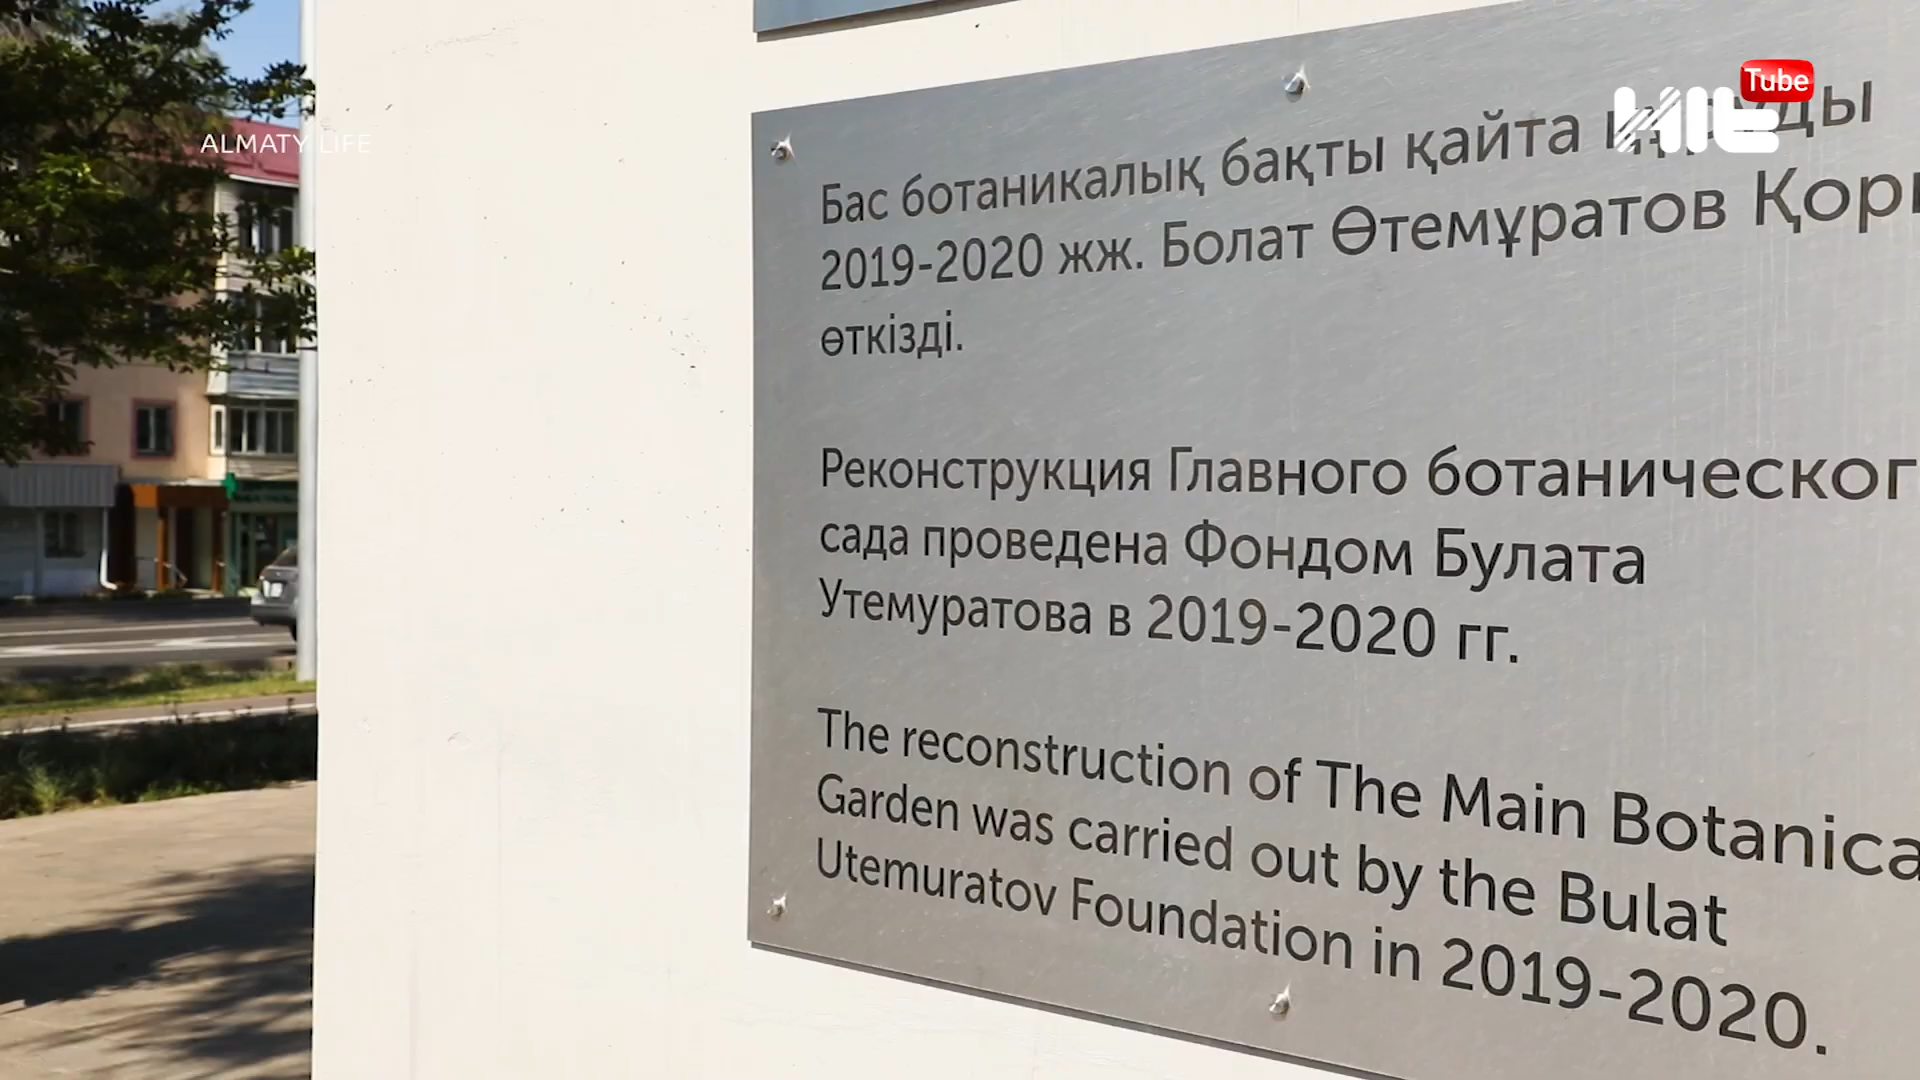 ALMATY LIFE
Tube
Бас ботаникалық бақты қайта
2019-2020 жж. Болат Өтемұратов
өткізді.
Реконструкция Главного
сада проведена Фондом Булата
Утемуратова в 2019-2020 гг.
The reconstruction of The Main
Garden was carried out by the Bulat
Utemuratov Foundation in 2019-2020.